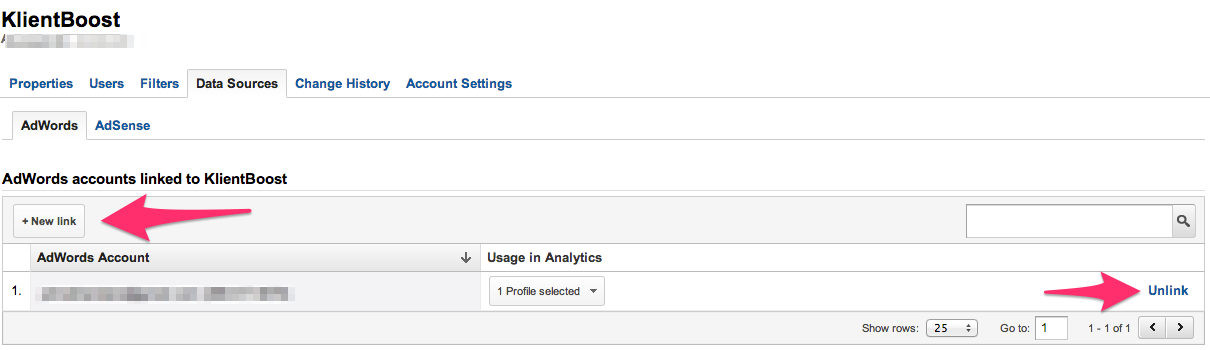 KlientBoost
Properties Users Filters Data Sources Change History Account Settings
AdWords AdSense
AdWords accounts linked to KlientBoost
+ New link
AdWords Account Usage in Analytics
1. 1 Profile selected Unlink
Show rows: 25 Go to: 1 1 - 1 of 1